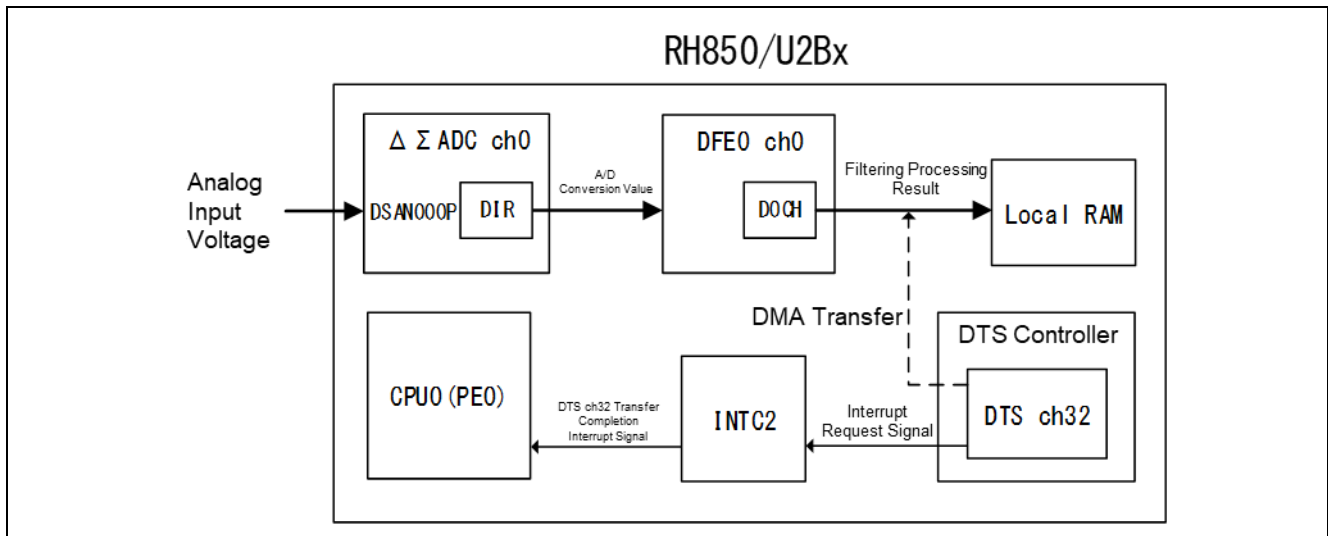 RH850/U2Bx
Analog
Input
Voltage
Δ Σ ADC ch0
DSAN000P
DIR
A/D
Conversion Value
DFE0 ch0
DOCH
Filtering Processing
Result
Local RAM
DMA Transfer
DTS Controller
DTS ch32
Interrupt
Request Signal
INTC2
DTS ch32 Transfer
Completion
Interrupt Signal
CPU0(PE0)